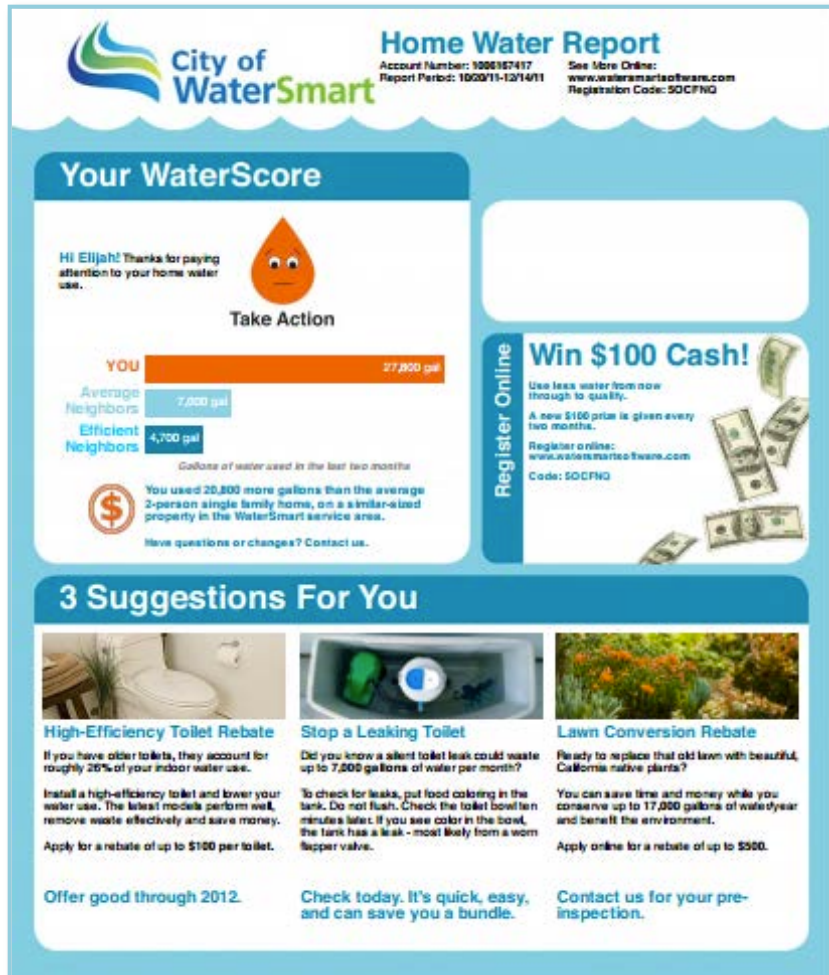 City of
WaterSmart
Home Water Report
Account Number: 1006167417
Report Period: 10/20/11-12/14/11
See More Online:
www.watersmartsoftware.com
Registration Code: 5OCFNQ
Your WaterScore
Hi Elijah! Thanks for paying
attention to your home water
use.
Take Action
YOU
27,800 gal
Average
Neighbors
7,000 gal
Efficient
Neighbors
4,700 gal
Gallons of water used in the last two months
$
You used 20,800 more gallons than the average
2-person single family home, on a similar-sized
property in the WaterSmart service area.
Have questions or changes? Contact us.
Register Online
Win $100 Cash!
Use less water from now
through to qualify.
A new $100 prize is given every
two months.
Register online:
www.watersmartsoftware.com
Code: 5OCFNQ
3 Suggestions For You
High-Efficiency Toilet Rebate
If you have older toilets, they account for
roughly 26% of your indoor water use.
Install a high-efficiency toilet and lower your
water use. The latest models perform well,
remove waste effectively and save money.
Apply for a rebate of up to $100 per toilet.
Offer good through 2012.
Stop a Leaking Toilet
Did you know a silent toilet leak could waste
up to 7,000 gallons of water per month?
To check for leaks, put food coloring in the
tank. Do not flush. Check the toilet bowl ten
minutes later. If you see color in the bowl,
the tank has a leak - most likely from a worn
flapper valve.
Check today. It's quick, easy,
and can save you a bundle.
Lawn Conversion Rebate
Ready to replace that old lawn with beautiful,
California native plants?
You can save time and money while you
conserve up to 17,000 gallons of water/year
and benefit the environment.
Apply online for a rebate of up to $500.
Contact us for your pre-
inspection.